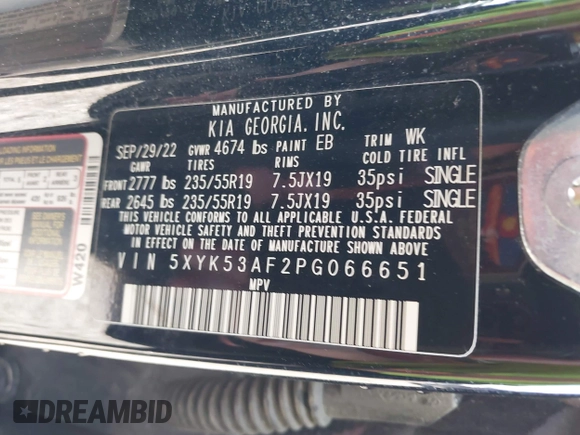 MANUFACTURED BY
KIA GEORGIA, INC.
SEP/29/22 GVWR 4674 lbs PAINT EB TRIM WK
GAWR TIRES RIMS COLD TIRE INFL
FRONT 2777 lbs 235/55R19 7.5JX19 35psi SINGLE
REAR 2645 lbs 235/55R19 7.5JX19 35psi SINGLE
THIS VEHICLE CONFORMS TO ALL APPLICABLE U.S.A. FEDERAL
MOTOR VEHICLE SAFETY AND THEFT PREVENTION STANDARDS
IN EFFECT ON THE DATE OF MANUFACTURE SHOWN ABOVE.
VIN 5XYK53AF2PG066651
MPV
W420
DREAMBID